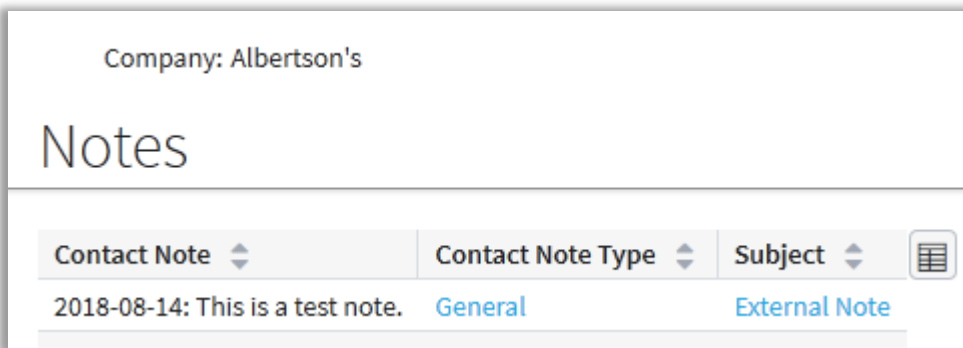 Company: Albertson's
Notes
Contact Note Contact Note Type Subject
2018-08-14: This is a test note. General External Note